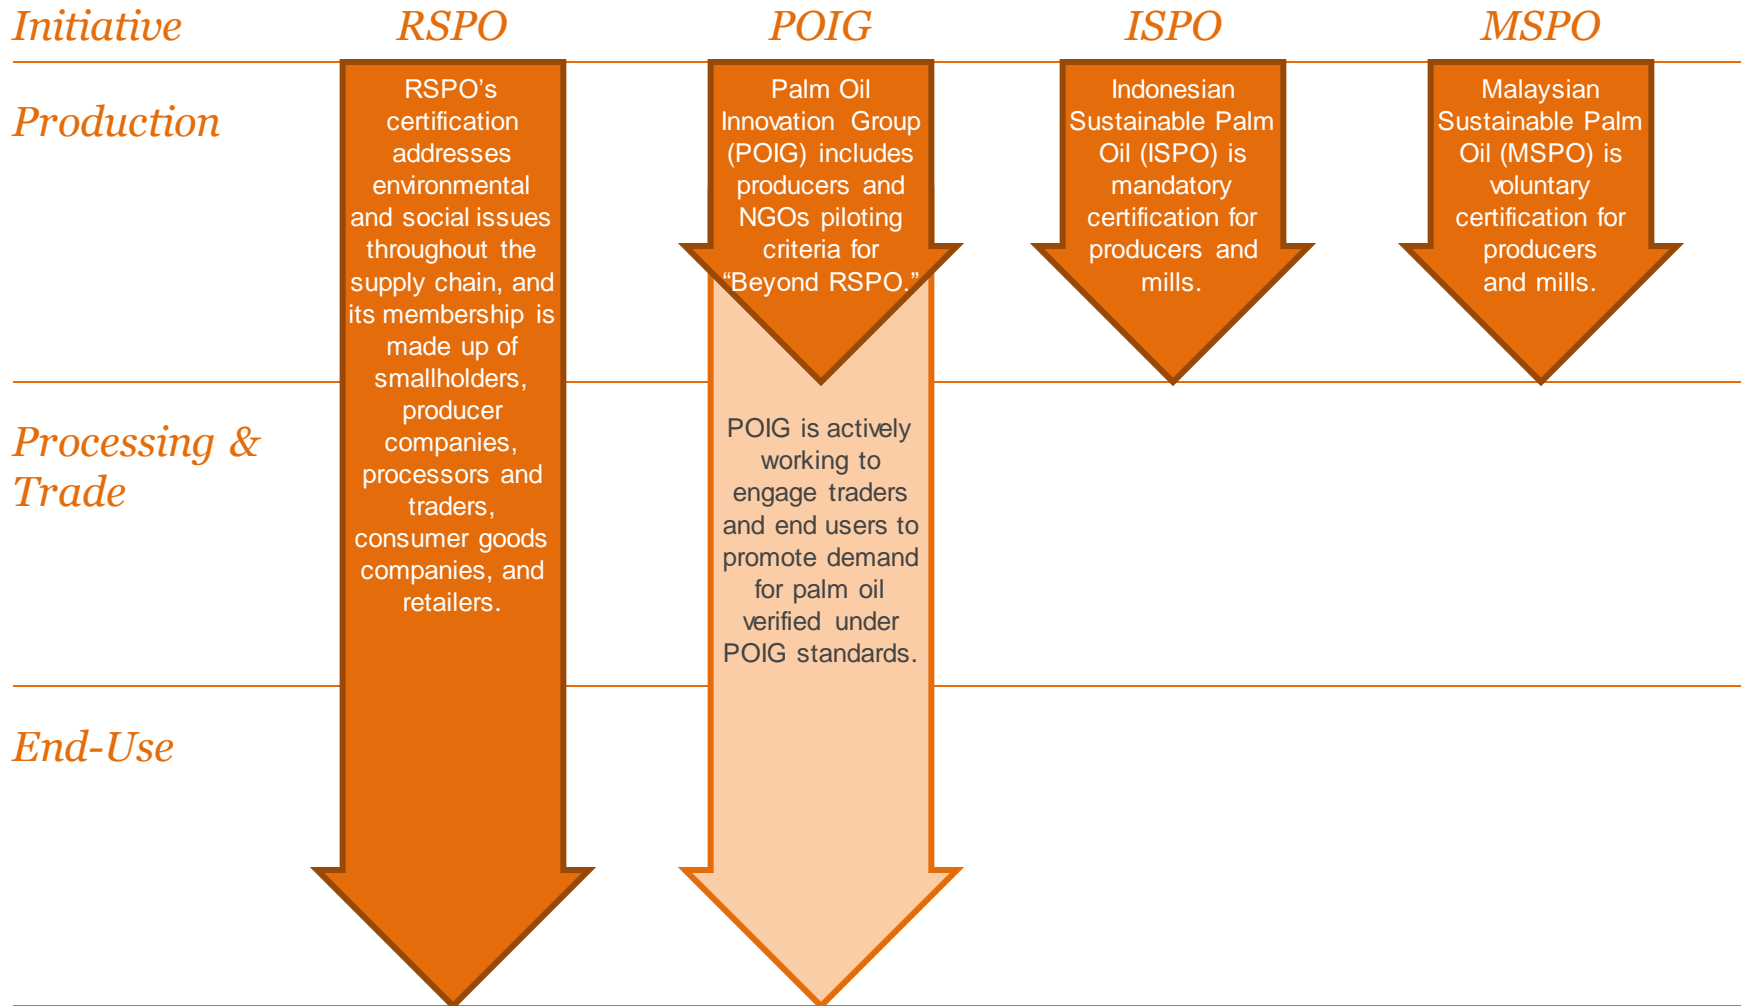 Initiative
RSPO
POIG
ISPO
MSPO
Production
RSPO's
certification
addresses
environmental
and social issues
throughout the
supply chain, and
its membership is
made up of
smallholders,
producer
companies,
processors and
traders,
consumer goods
companies, and
retailers.
Palm Oil
Innovation Group
(POIG) includes
producers and
NGOs piloting
criteria for
“Beyond RSPO.”
Indonesian
Sustainable Palm
Oil (ISPO) is
mandatory
certification for
producers and
mills.
Malaysian
Sustainable Palm
Oil (MSPO) is
voluntary
certification for
producers
and mills.
Processing &
Trade
POIG is actively
working to
engage traders
and end users to
promote demand
for palm oil
verified under
POIG standards.
End-Use